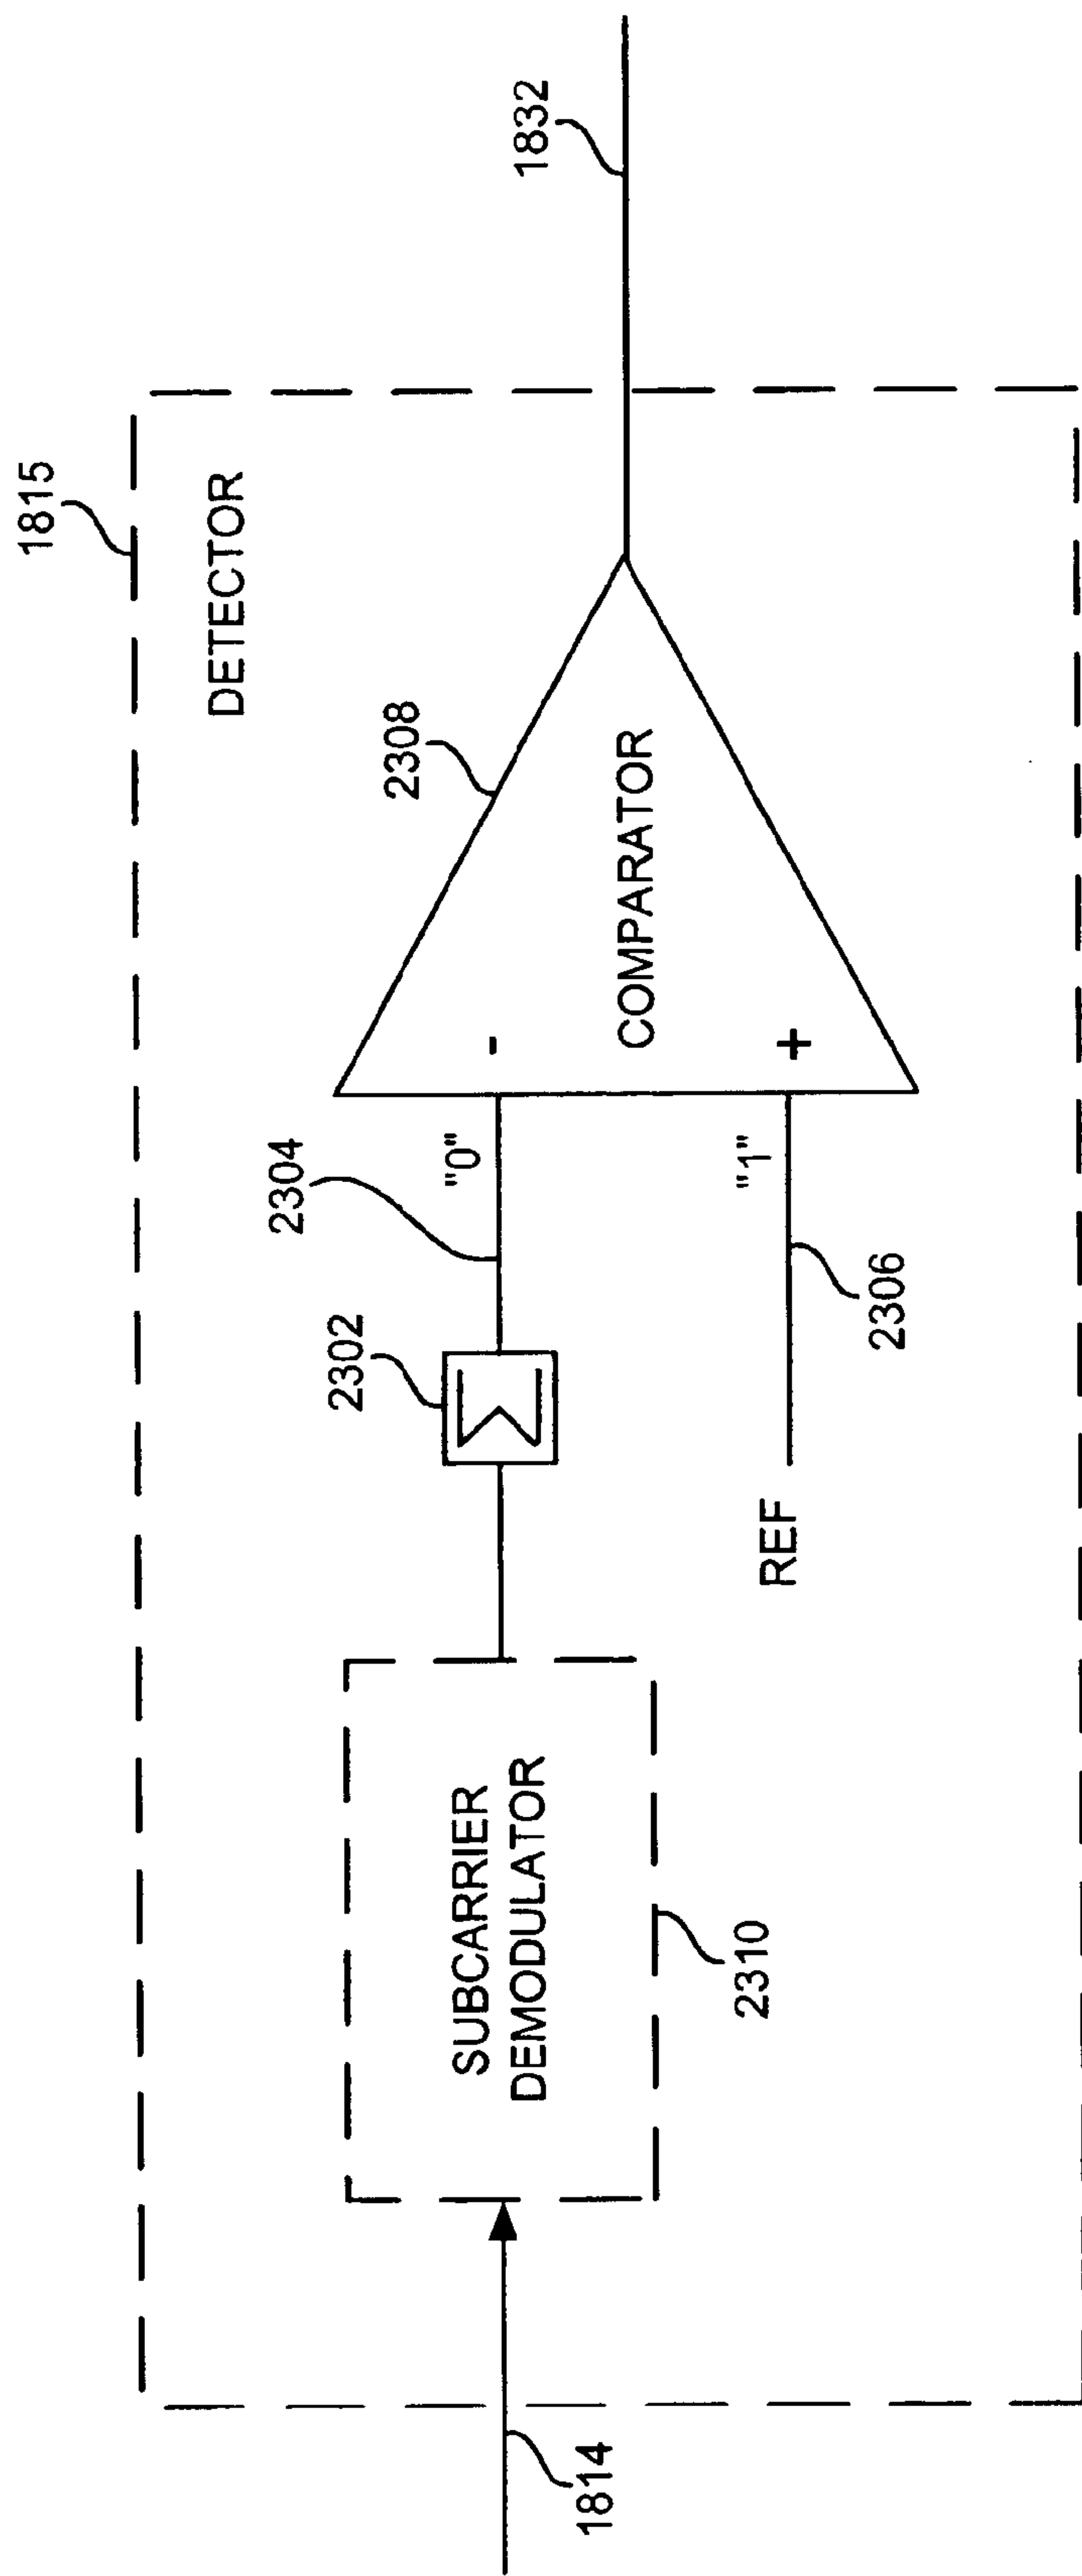 1815
DETECTOR
1814
SUBCARRIER
DEMODULATOR
2310
2302
Σ
2304
"0"
REF
2306
"1"
-
+
COMPARATOR
2308
1832